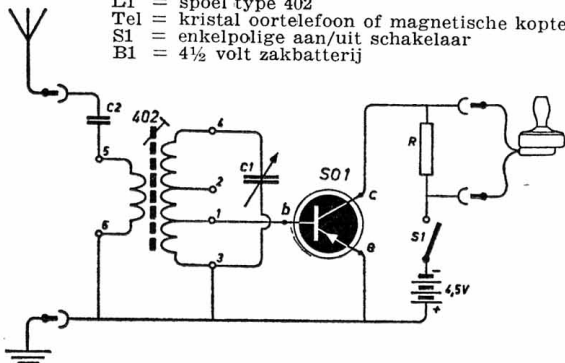 L1 = spoel type 402
Tel = kristal oortelefoon of magnetische kopte
S1 = enkelpolige aan/uit schakelaar
B1 = 4½ volt zakbatterij
C2
402
4
5
C1
SO1
R
2
c
1
b
S1
6
e
3
-
4,5V
+